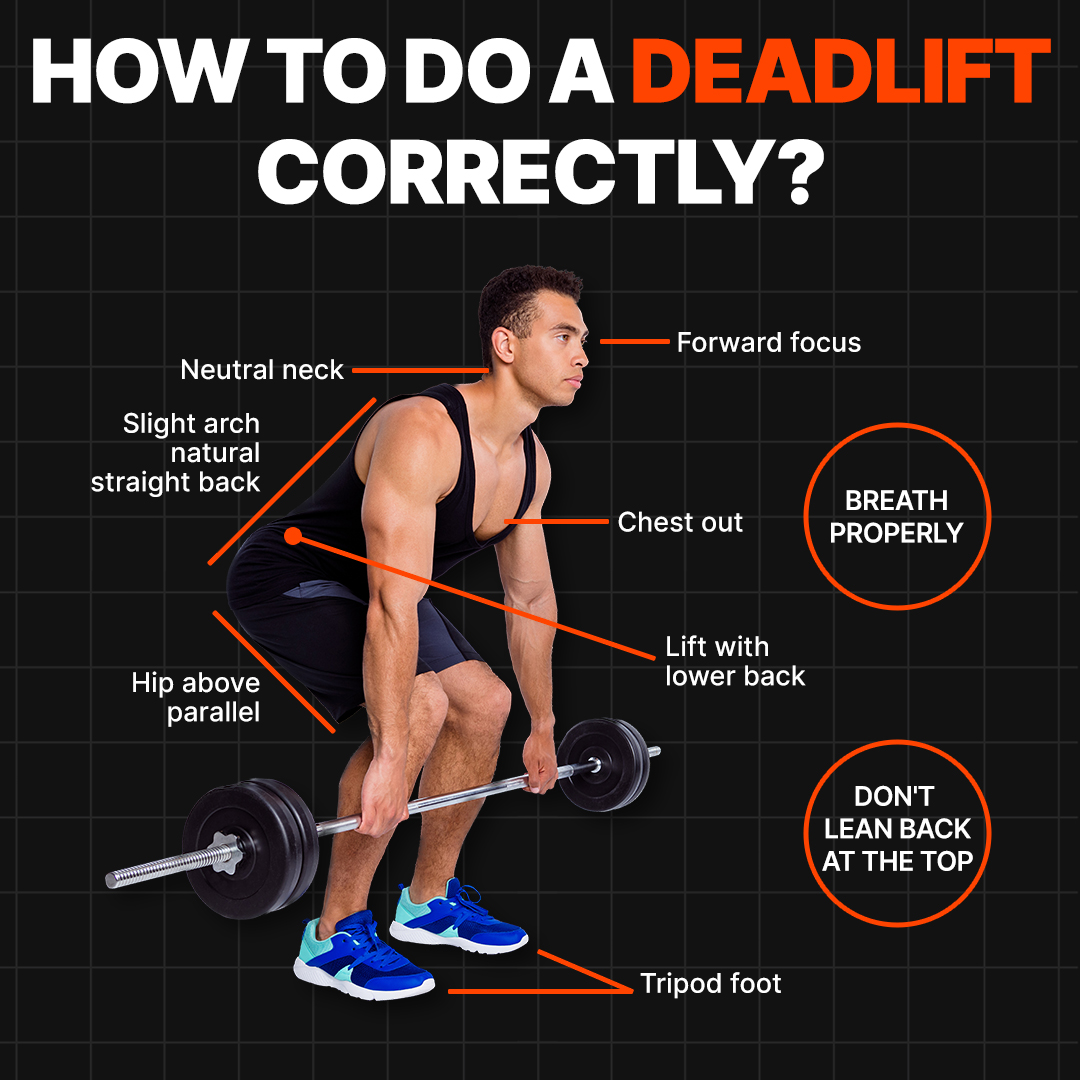 HOW TO DO A DEADLIFT
CORRECTLY?
Forward focus
Neutral neck
Slight arch
natural
straight back
BREATH
PROPERLY
Chest out
Lift with
lower back
Hip above
parallel
DON'T
LEAN BACK
AT THE TOP
Tripod foot